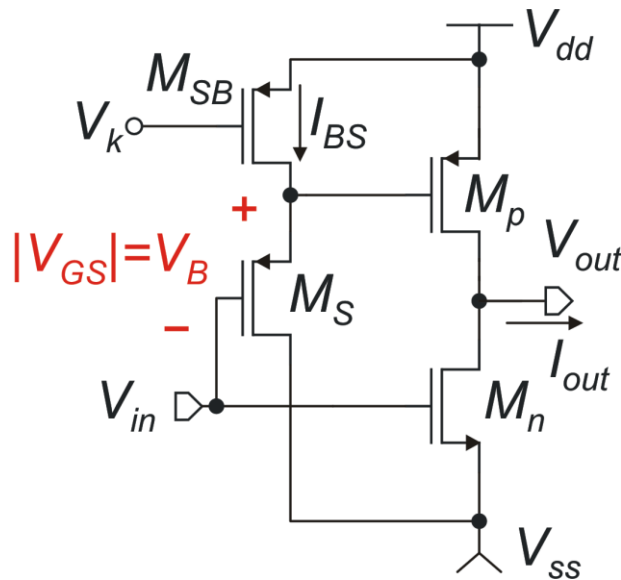 V_dd
M_SB
V_k
I_BS
+
M_p
|V_GS|=V_B
M_S
V_out
−
I_out
V_in
M_n
V_ss